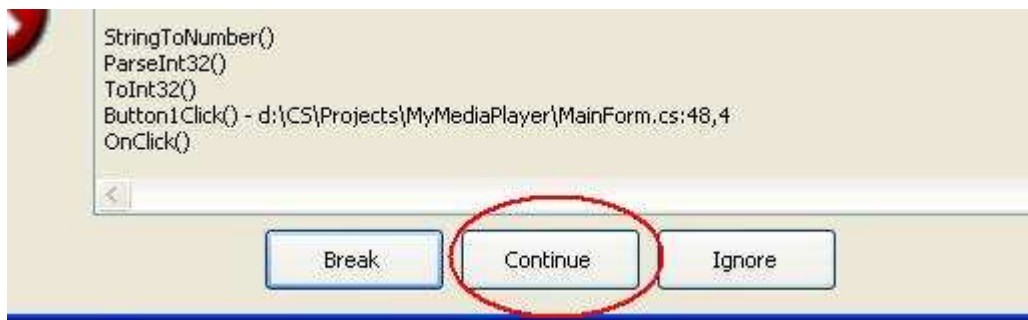 StringToNumber()
ParseInt32()
ToInt32()
Button1Click() - d:\CS\Projects\MyMediaPlayer\MainForm.cs:48,4
OnClick()
Break Continue Ignore